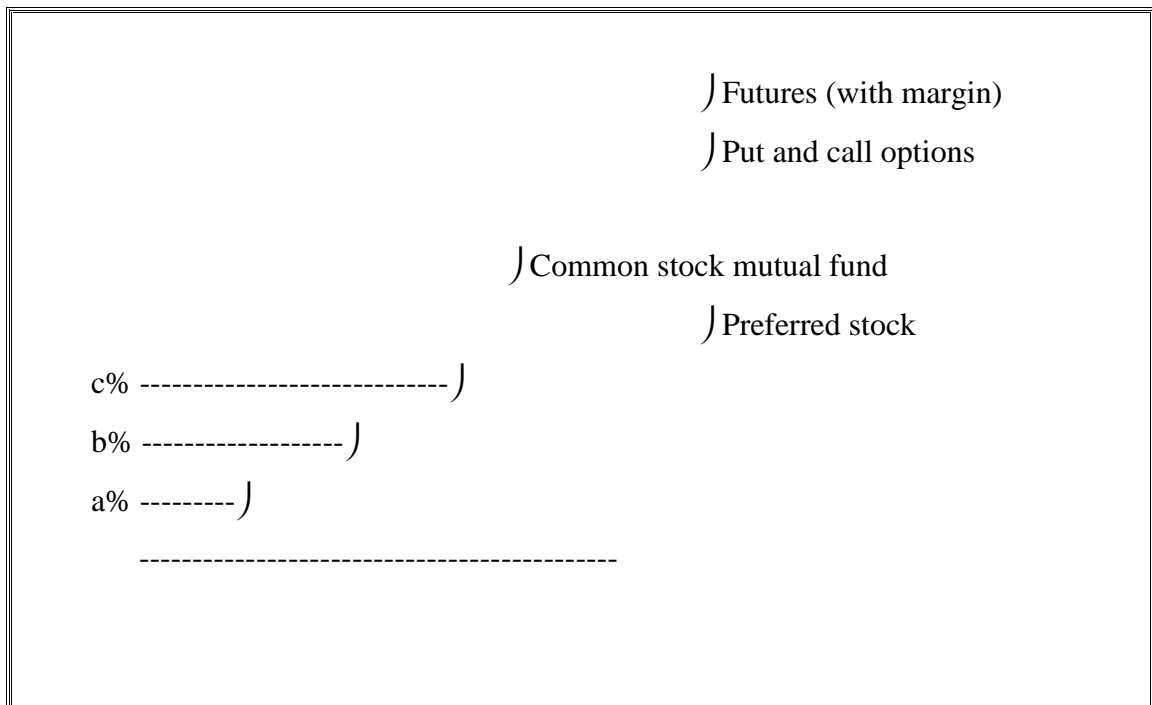 ⎠Futures (with margin)
⎠Put and call options
⎠Common stock mutual fund
⎠Preferred stock
c% -----------------------------⎠
b% -------------------⎠
a% ---------⎠
---------------------------------------------